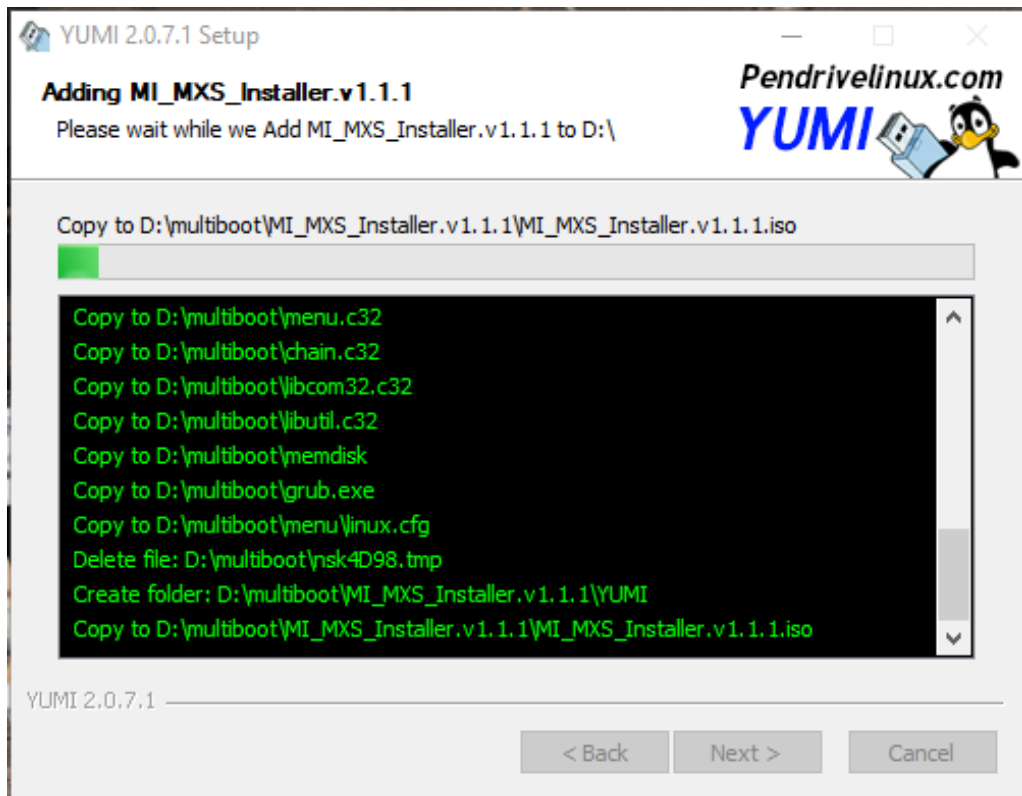 YUMI 2.0.7.1 Setup
Adding MI_MXS_Installer.v1.1.1
Please wait while we Add MI_MXS_Installer.v1.1.1 to D:\
Pendrivelinux.com
YUMI
Copy to D:\multiboot\MI_MXS_Installer.v1.1.1\MI_MXS_Installer.v1.1.1.iso
Copy to D:\multiboot\menu.c32
Copy to D:\multiboot\chain.c32
Copy to D:\multiboot\libcom32.c32
Copy to D:\multiboot\libutil.c32
Copy to D:\multiboot\memdisk
Copy to D:\multiboot\grub.exe
Copy to D:\multiboot\menu\linux.cfg
Delete file: D:\multiboot\nsk4D98.tmp
Create folder: D:\multiboot\MI_MXS_Installer.v1.1.1\YUMI
Copy to D:\multiboot\MI_MXS_Installer.v1.1.1\MI_MXS_Installer.v1.1.1.iso
YUMI 2.0.7.1
< Back Next > Cancel